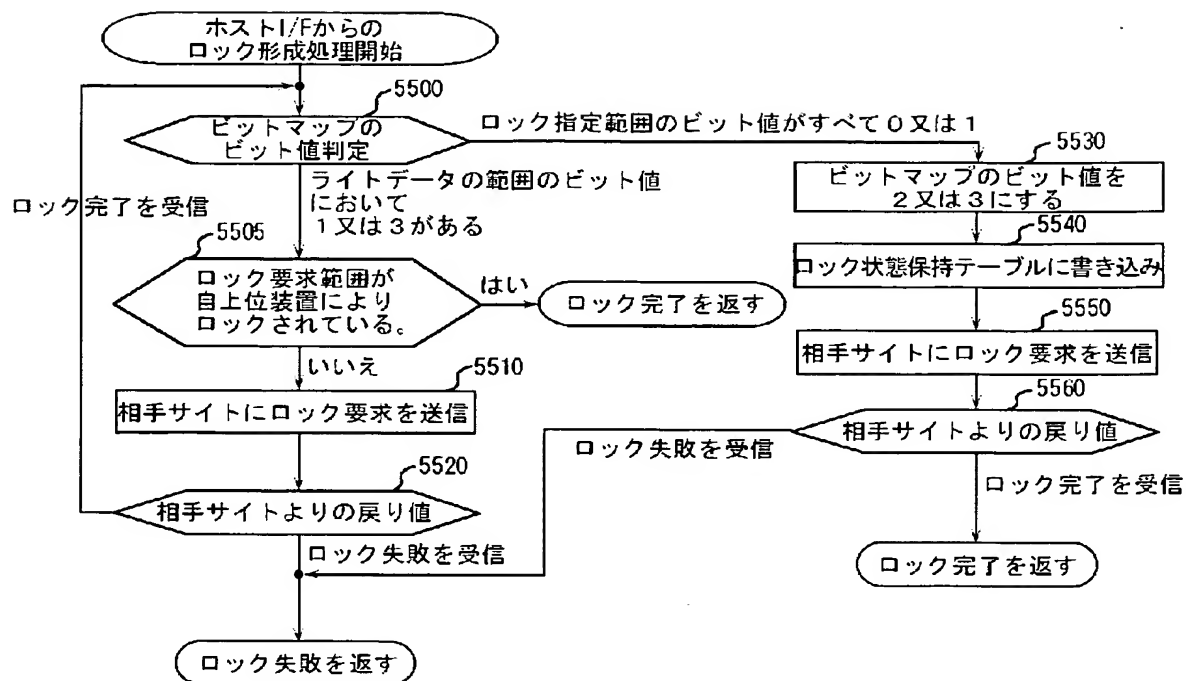 ホストI/Fからの
ロック形成処理開始
5500
ビットマップの
ビット値判定
ロック指定範囲のビット値がすべて0又は1
5530
ビットマップのビット値を
2又は3にする
ライトデータの範囲のビット値
において
1又は3がある
ロック完了を受信
5505
ロック要求範囲が
自上位装置により
ロックされている。
はい
ロック完了を返す
5540
ロック状態保持テーブルに書き込み
5550
相手サイトにロック要求を送信
いいえ
5510
相手サイトにロック要求を送信
5560
相手サイトよりの戻り値
ロック失敗を受信
5520
相手サイトよりの戻り値
ロック完了を受信
ロック失敗を受信
ロック完了を返す
ロック失敗を返す